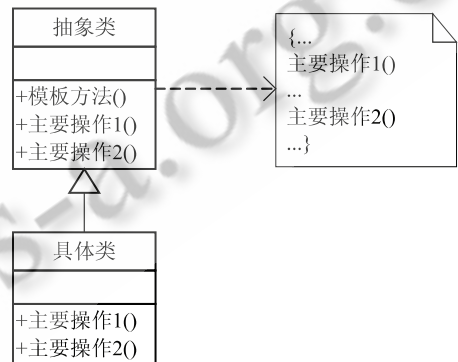 抽象类
+模板方法()
+主要操作1()
+主要操作2()
{...
主要操作1()
...
主要操作2()
...}
具体类
+主要操作1()
+主要操作2()
s-a.org.